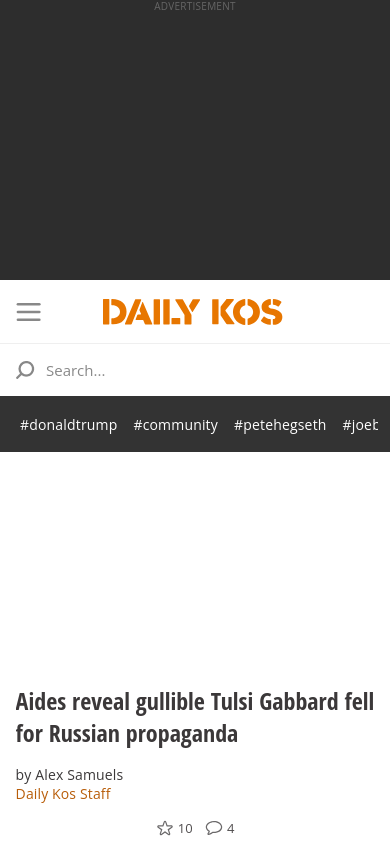 ADVERTISEMENT
DAILY KOS
Search...
#donaldtrump #community #petehegseth
Aides reveal gullible Tulsi Gabbard fell
for Russian propaganda
by Alex Samuels
Daily Kos Staff
10 4